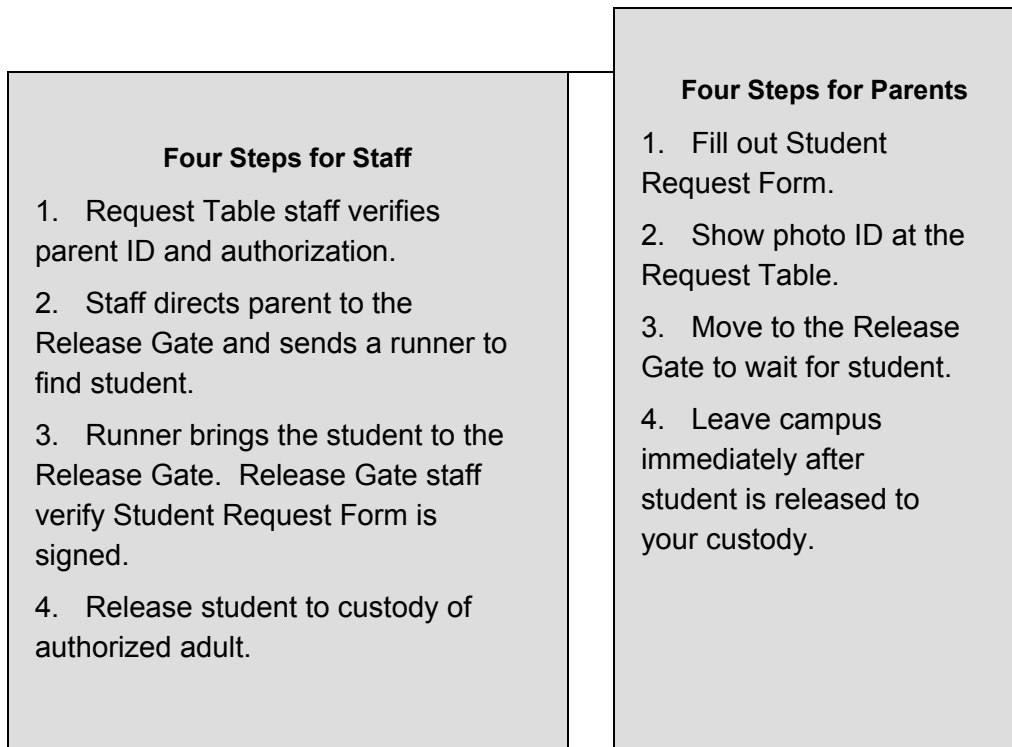 Four Steps for Staff
1. Request Table staff verifies
parent ID and authorization.
2. Staff directs parent to the
Release Gate and sends a runner to
find student.
3. Runner brings the student to the
Release Gate. Release Gate staff
verify Student Request Form is
signed.
4. Release student to custody of
authorized adult.
Four Steps for Parents
1. Fill out Student
Request Form.
2. Show photo ID at the
Request Table.
3. Move to the Release
Gate to wait for student.
4. Leave campus
immediately after
student is released to
your custody.